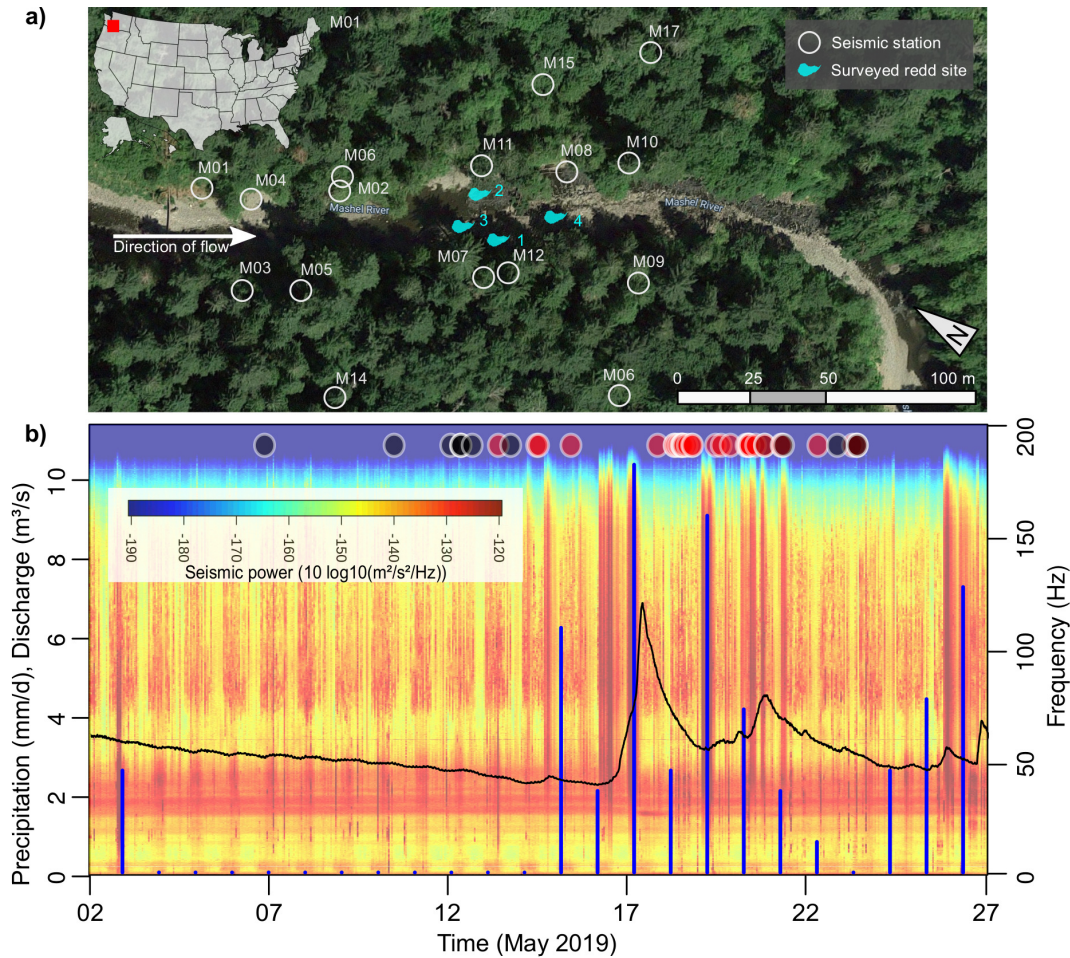 a)
M01
M17
Seismic station
M15
Surveyed redd site
M11
M10
M06
M08
M01
M04
M02
2
Mashel River
Mashel River
3
4
Direction of flow
1
M07
M12
M03
M05
M09
N
M14
M06
0 25 50 100 m
b)
Precipitation (mm/d), Discharge (m³/s)
10
8
6
4
2
0
-190 -180 -170 -160 -150 -140 -130 -120
Seismic power (10 log10(m²/s²/Hz))
200
150
100
50
0
Frequency (Hz)
02 07 12 17 22 27
Time (May 2019)